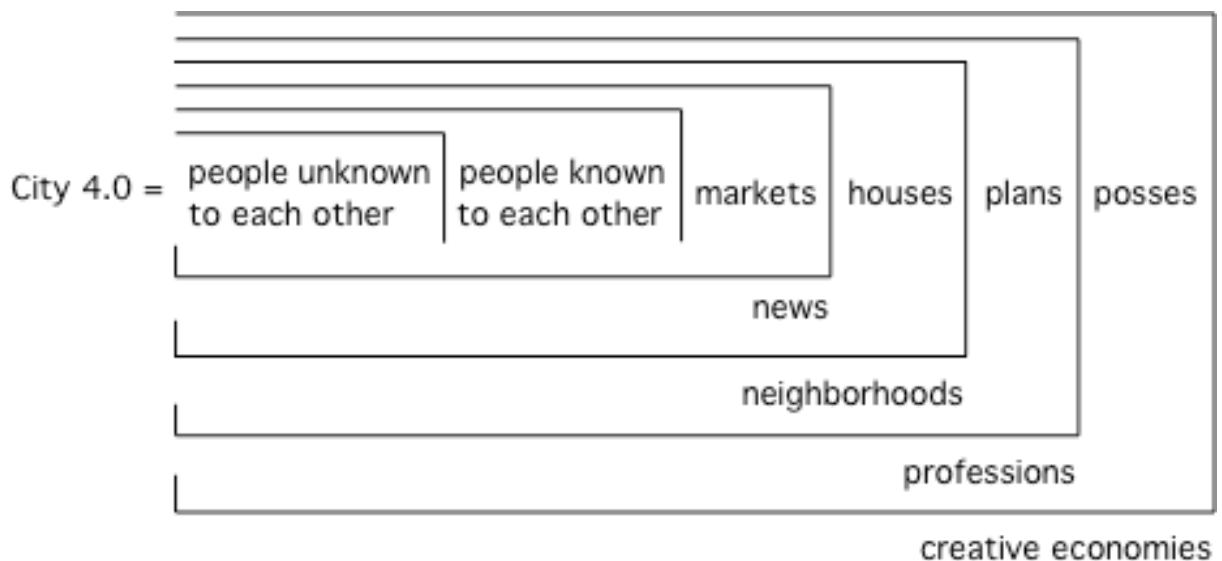 City 4.0 =
people unknown
to each other
people known
to each other
markets
houses
plans
posses
news
neighborhoods
professions
creative economies